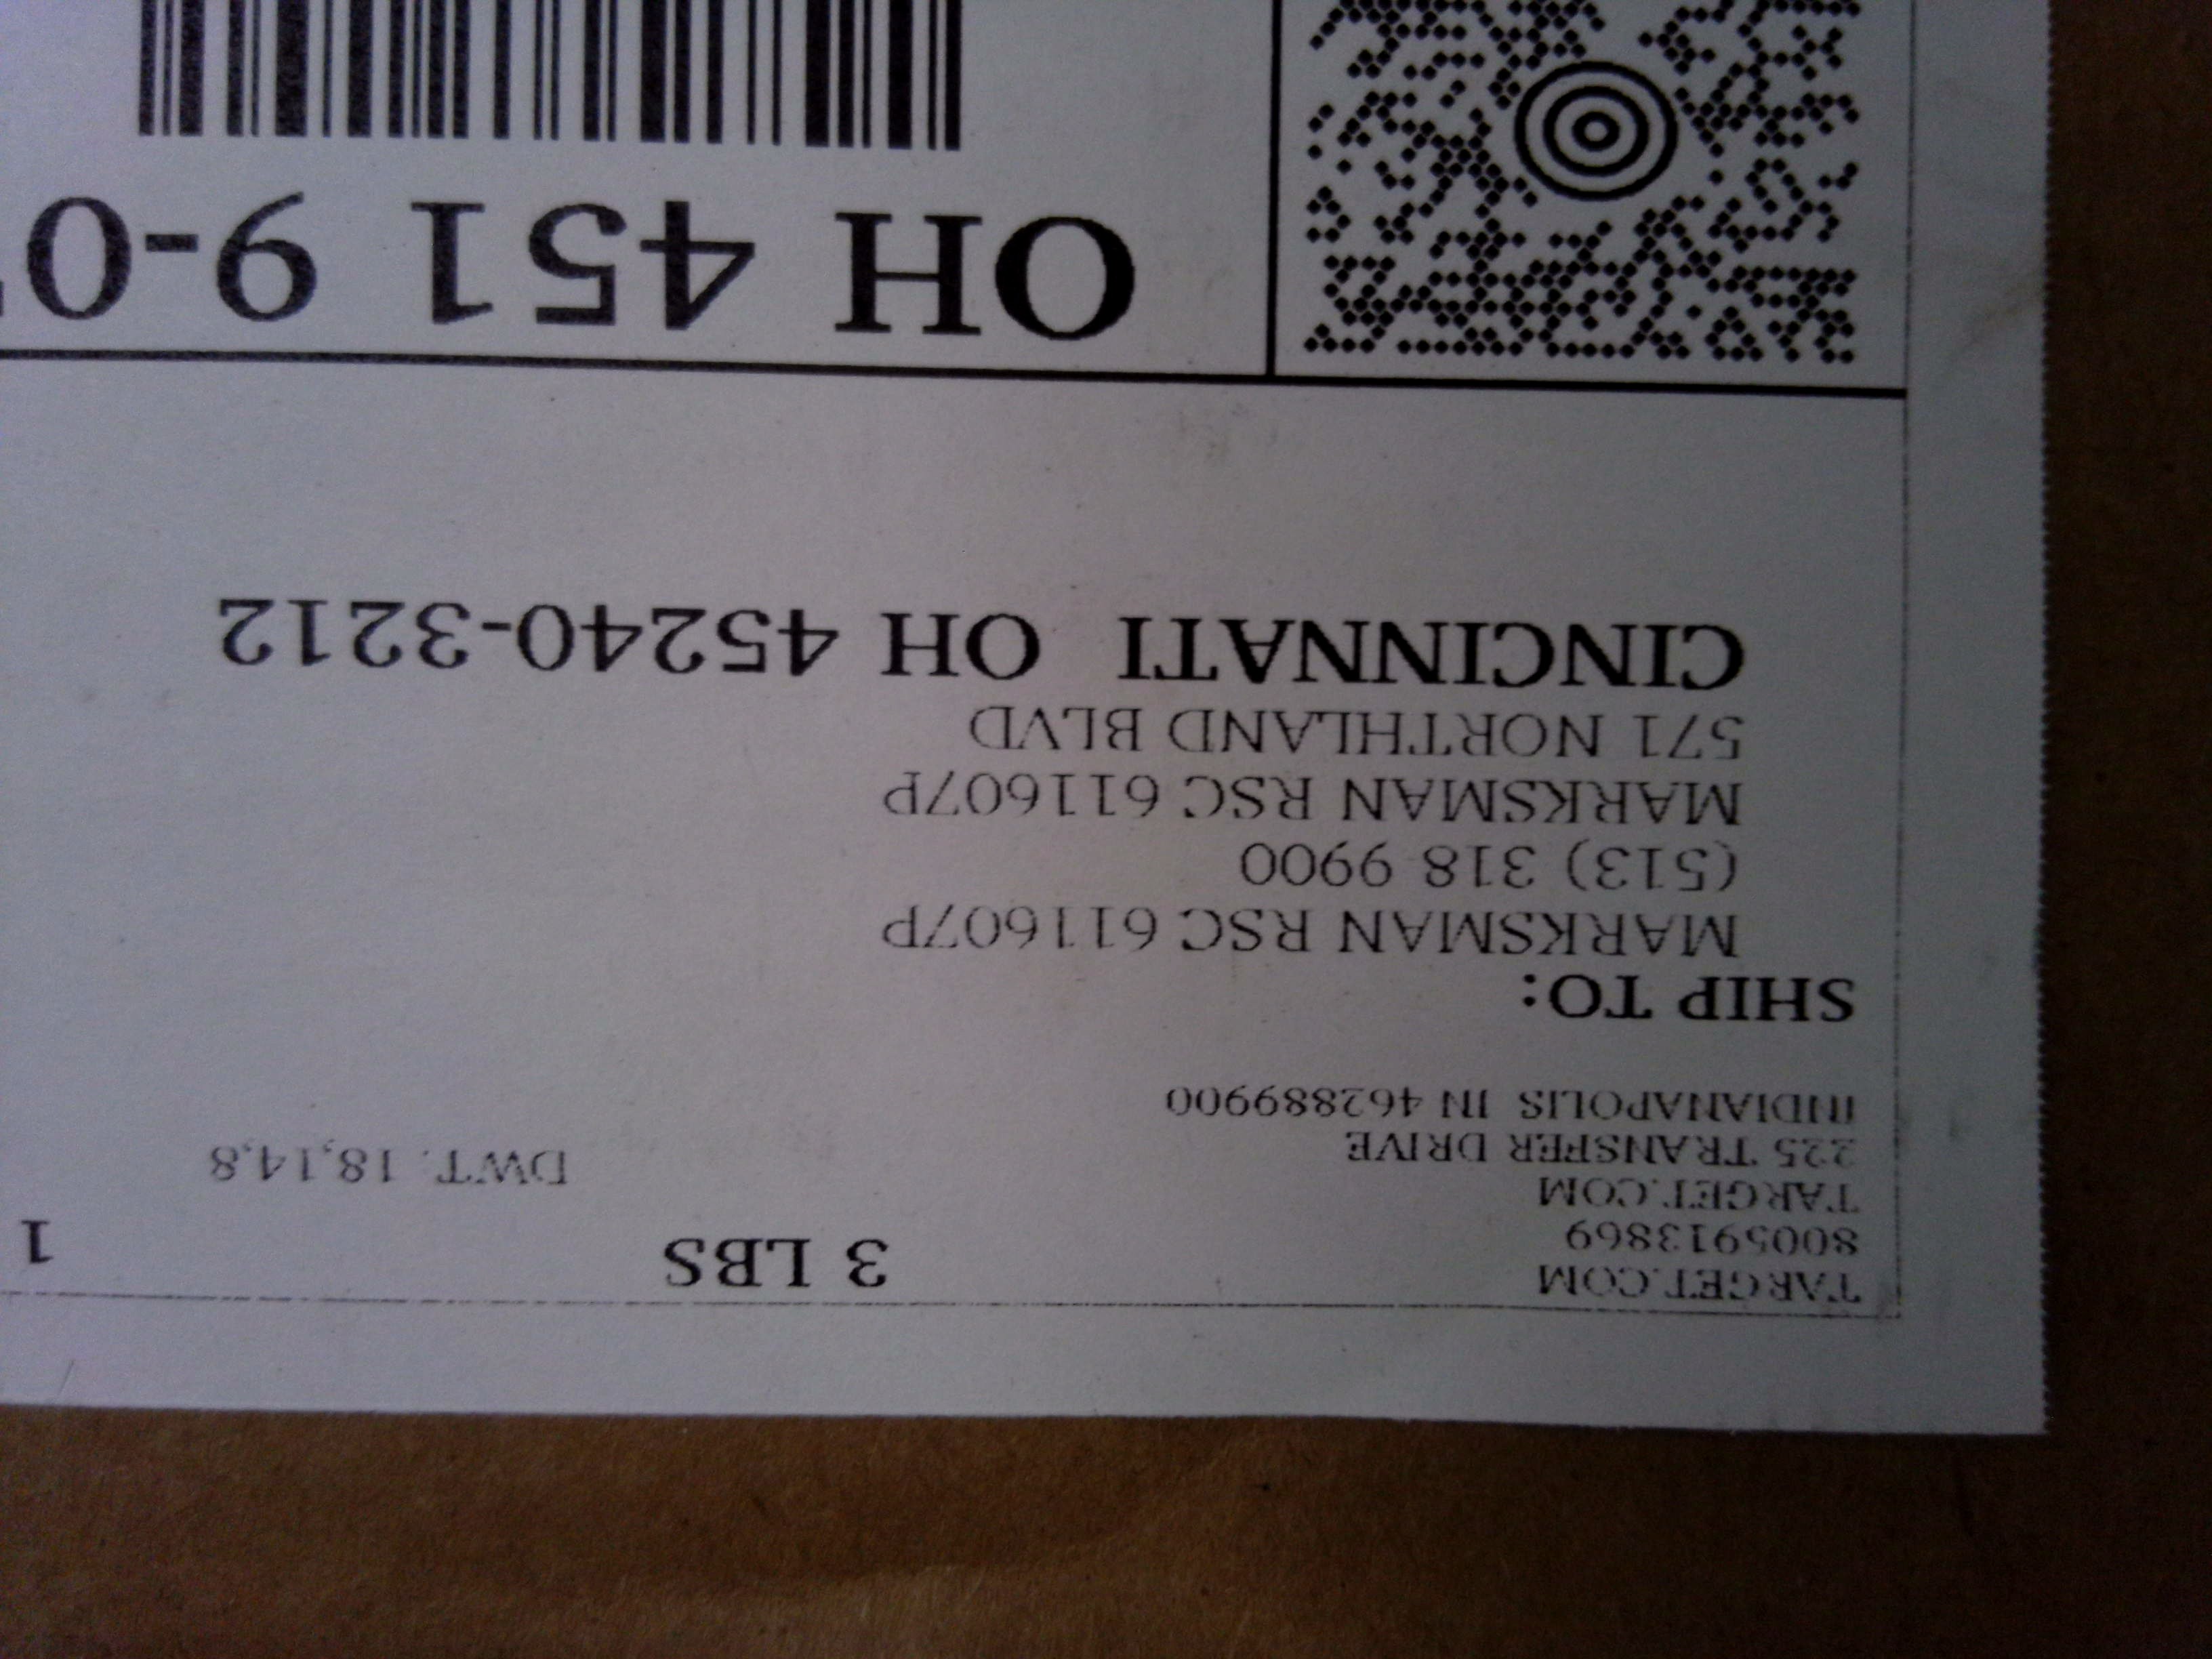 TARGET.COM
8005913869
TARGET.COM
225 TRANSFER DRIVE
INDIANAPOLIS IN 462889900
3 LBS
1
DWT: 18,14,8
SHIP TO:
MARKSMAN RSC 611607P
(513) 318 9900
MARKSMAN RSC 611607P
571 NORTHLAND BLVD
CINCINNATI OH 45240-3212
OH 451 9-0